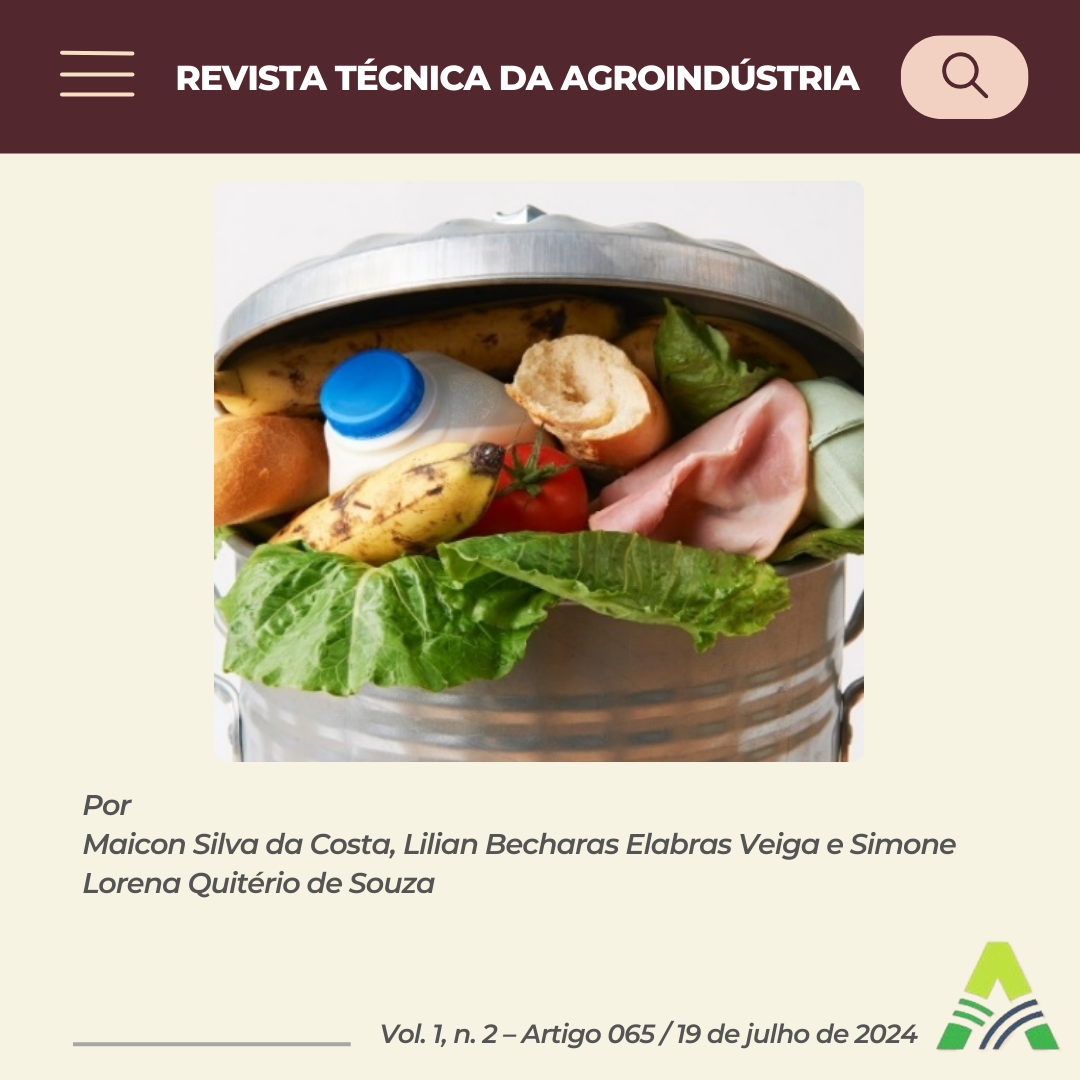 REVISTA TÉCNICA DA AGROINDÚSTRIA
Por
Maicon Silva da Costa, Lilian Becharas Elabras Veiga e Simone
Lorena Quitério de Souza
Vol. 1, n. 2 – Artigo 065 / 19 de julho de 2024